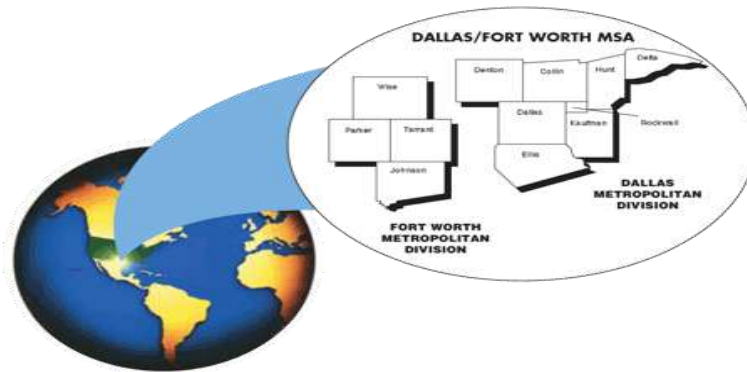 DALLAS/FORT WORTH MSA
Wise
Parker
Tarrant
Johnson
FORT WORTH
METROPOLITAN
DIVISION
Denton
Collin
Hunt
Delta
Dallas
Kaufman
Rockwall
Ellis
DALLAS
METROPOLITAN
DIVISION